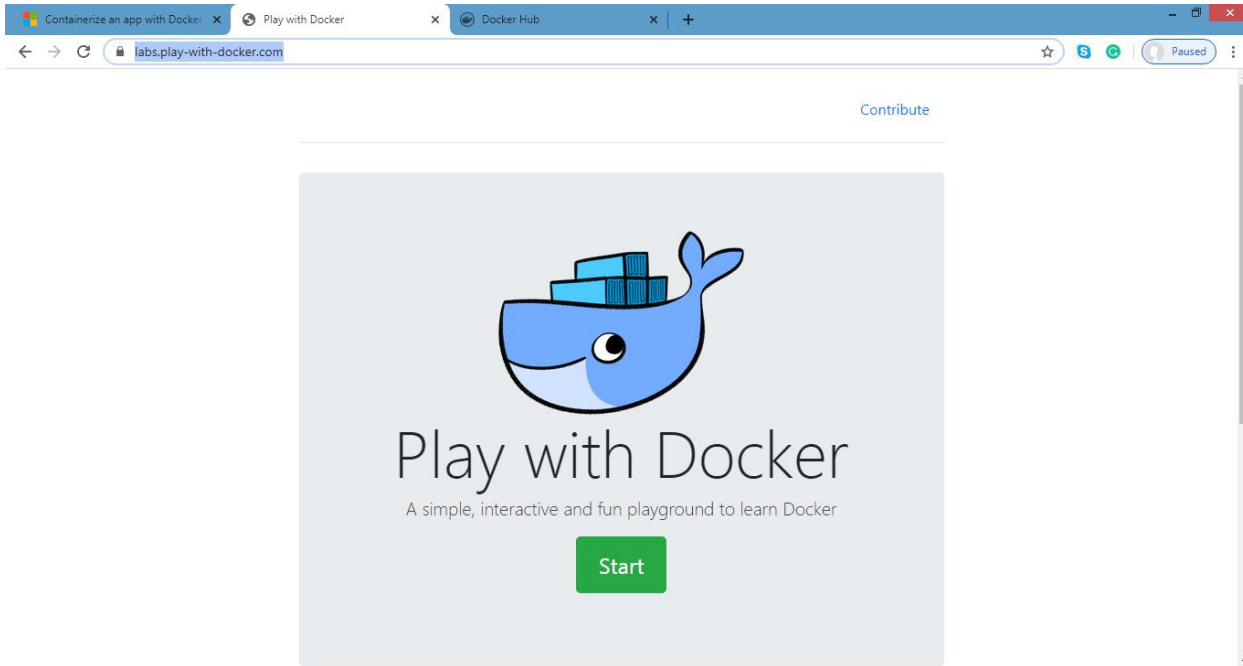 Containerize an app with Docker
Play with Docker
Docker Hub
labs.play-with-docker.com
Paused
Contribute
Play with Docker
A simple, interactive and fun playground to learn Docker
Start